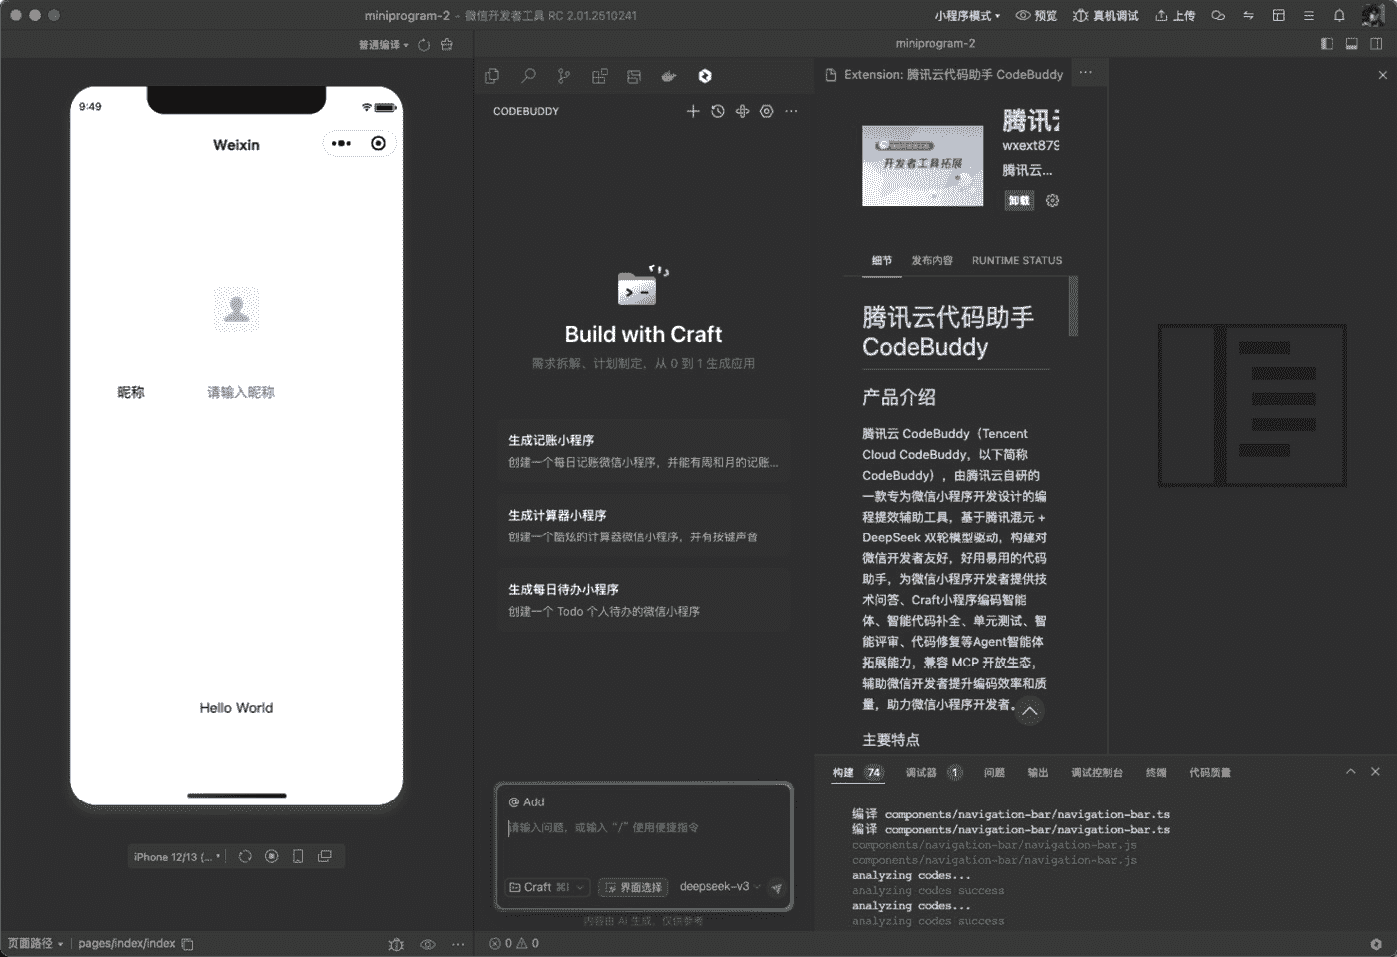 miniprogram-2 - 微信开发者工具 RC 2.01.2510241
小程序模式 预览 真机调试 上传
普通编译
miniprogram-2
9:49
Weixin
昵称 请输入昵称
Hello World
iPhone 12/13 (...
页面路径 pages/index/index
CODEBUDDY
Build with Craft
需求拆解、计划制定，从 0 到 1 生成应用
生成记账小程序
创建一个每日记账微信小程序，并能有周和月的记账...
生成计算器小程序
创建一个酷炫的计算器微信小程序，并有按键声音
生成每日待办小程序
创建一个 Todo 个人待办的微信小程序
@ Add
请输入问题，或输入 “/” 使用便捷指令
Craft ⌘I 界面选择 deepseek-v3
内容由 AI 生成，仅供参考
0 0
Extension: 腾讯云代码助手 CodeBuddy ...
开发者工具拓展
腾讯
wxext879
腾讯云...
卸载
细节 发布内容 RUNTIME STATUS
腾讯云代码助手
CodeBuddy
产品介绍
腾讯云 CodeBuddy（Tencent
Cloud CodeBuddy，以下简称
CodeBuddy），由腾讯云自研的
一款专为微信小程序开发设计的编
程提效辅助工具，基于腾讯混元 +
DeepSeek 双轮模型驱动，构建对
微信开发者友好，好用易用的代码
助手，为微信小程序开发者提供技
术问答、Craft小程序编码智能
体、智能代码补全、单元测试、智
能评审、代码修复等Agent智能体
拓展能力，兼容 MCP 开放生态，
辅助微信开发者提升编码效率和质
量，助力微信小程序开发者。
主要特点
构建 74 调试器 1 问题 输出 调试控制台 终端 代码质量
编译 components/navigation-bar/navigation-bar.ts
编译 components/navigation-bar/navigation-bar.ts
components/navigation-bar/navigation-bar.js
components/navigation-bar/navigation-bar.js
analyzing codes...
analyzing codes success
analyzing codes...
analyzing codes success